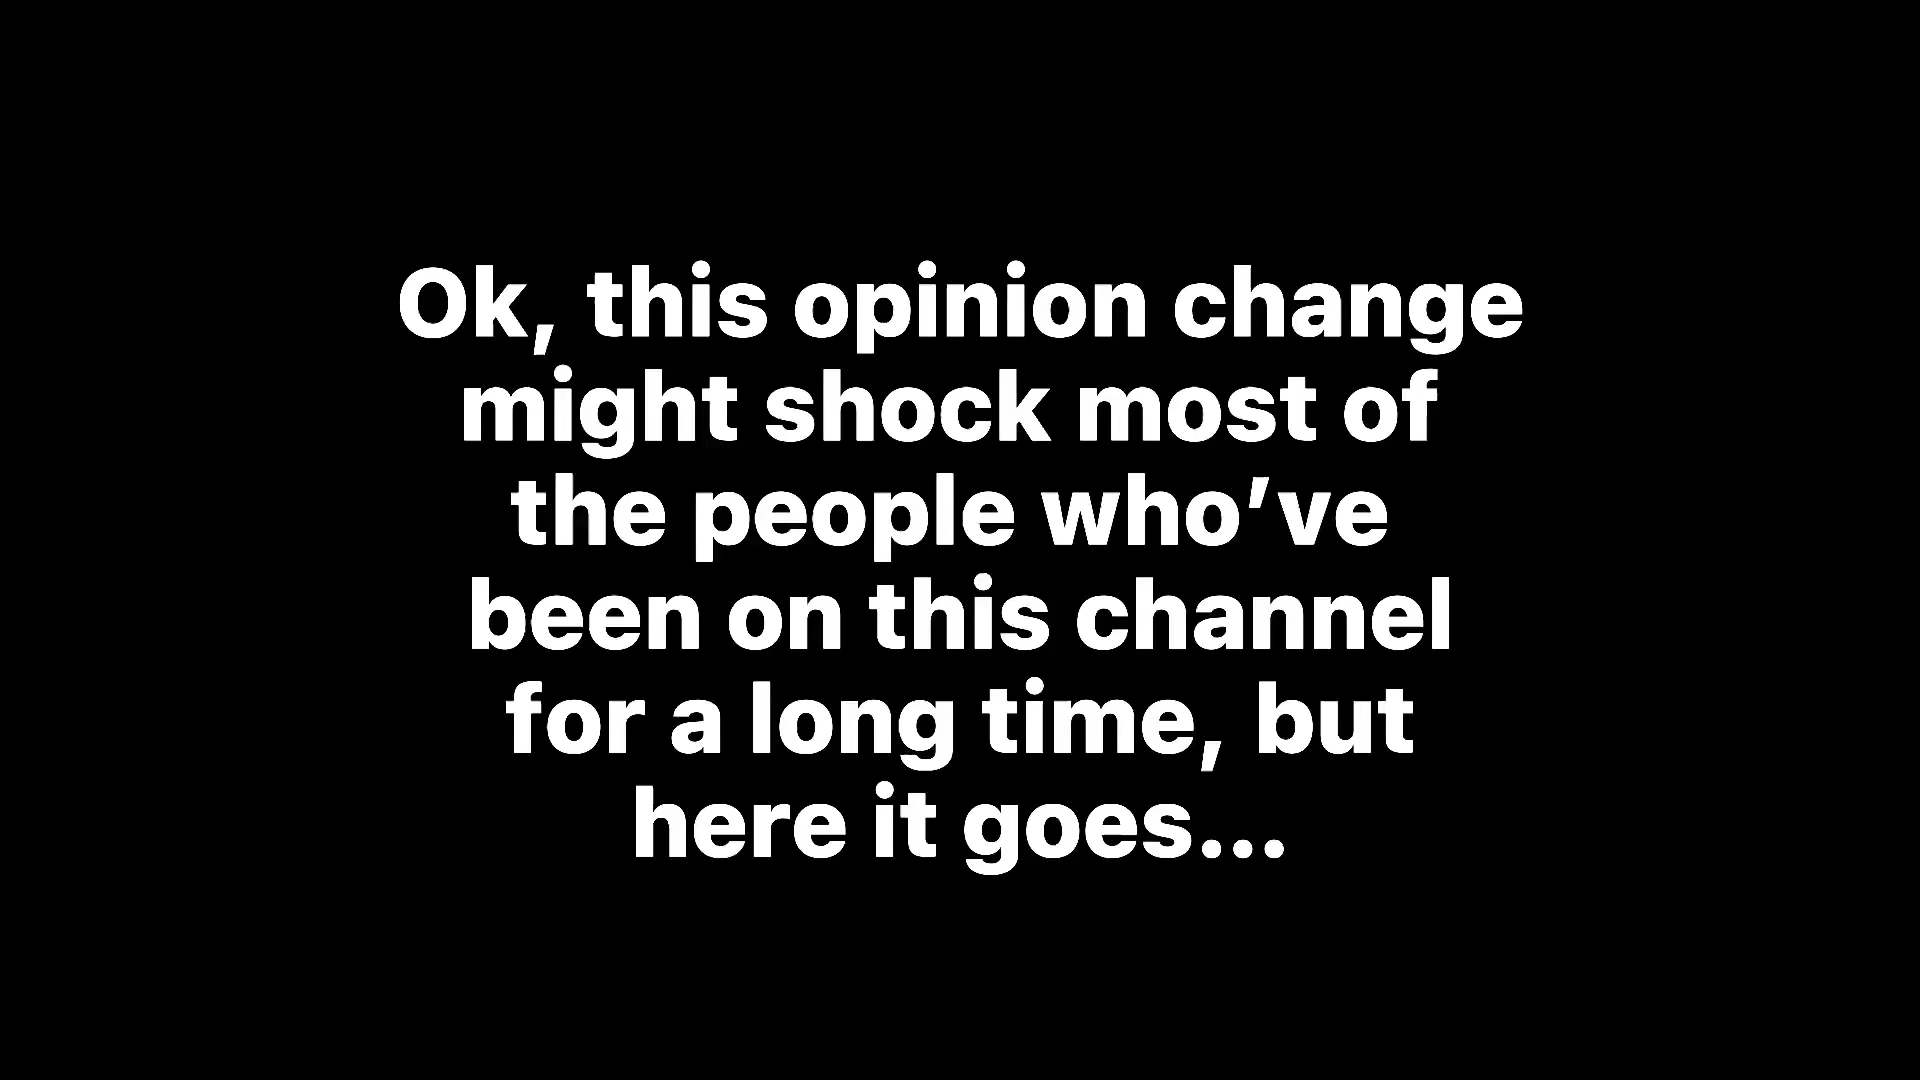 Ok, this opinion change
might shock most of
the people who’ve
been on this channel
for a long time, but
here it goes...